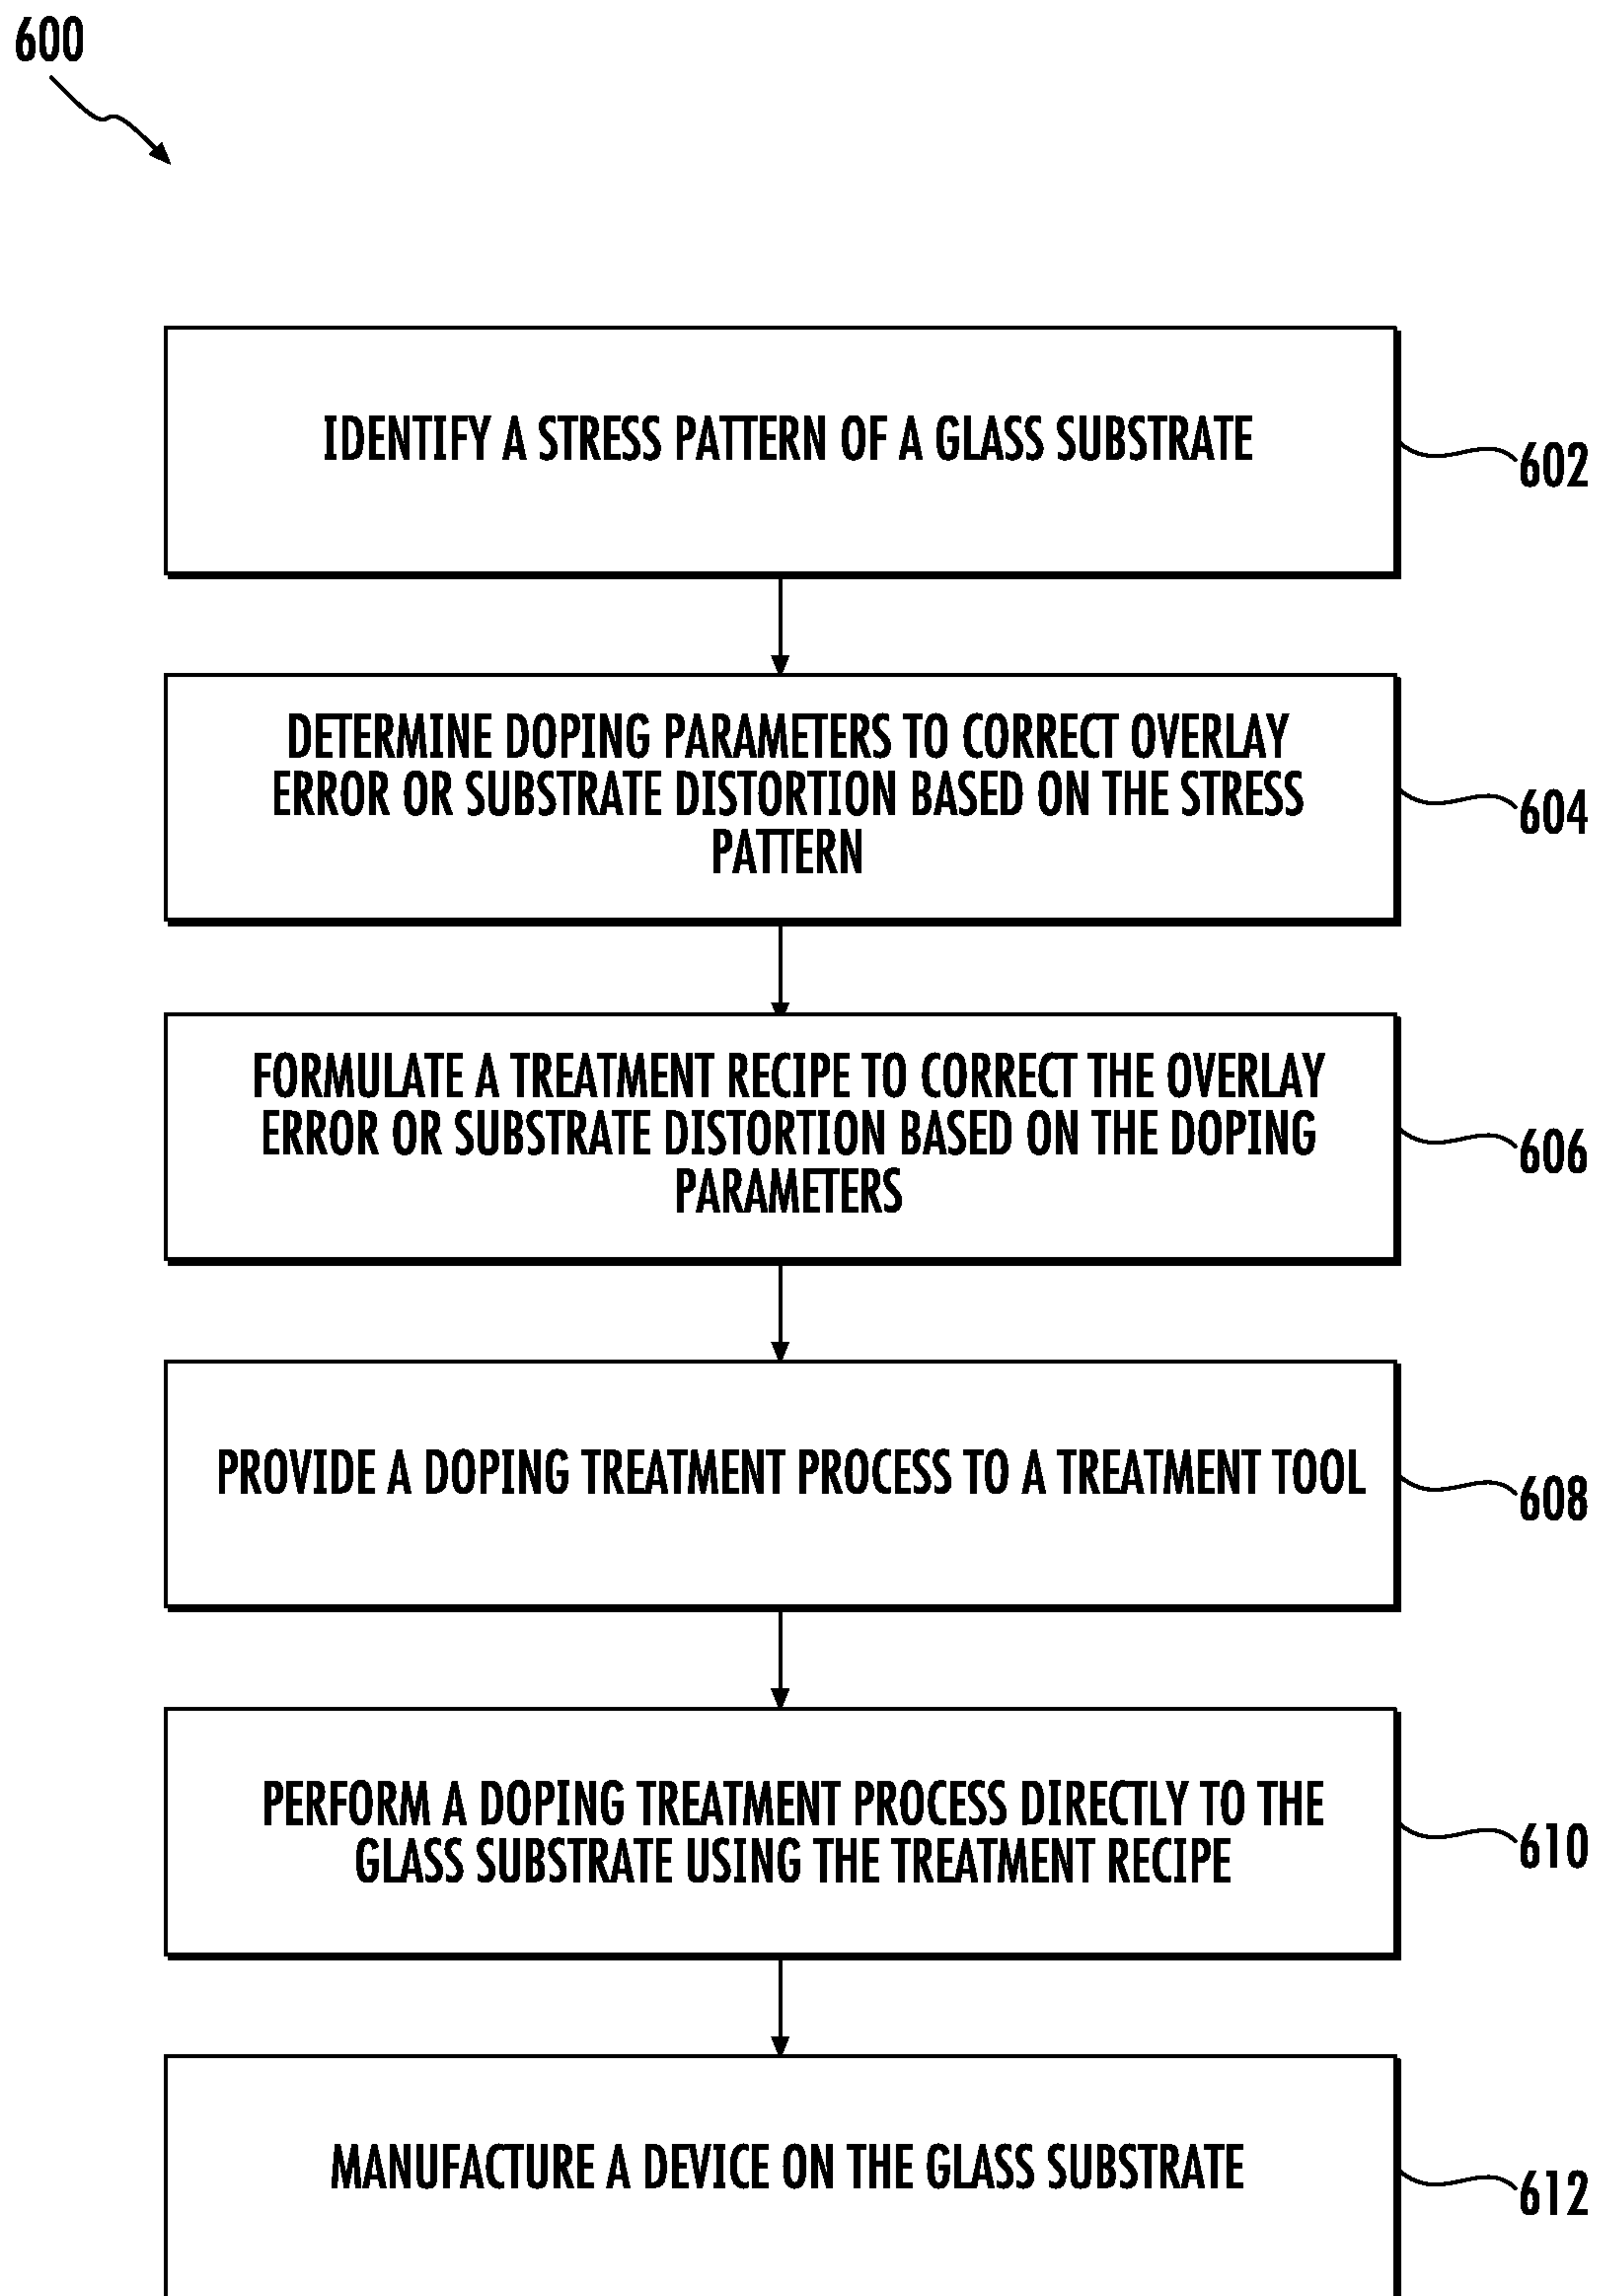 600
IDENTIFY A STRESS PATTERN OF A GLASS SUBSTRATE
602
DETERMINE DOPING PARAMETERS TO CORRECT OVERLAY
ERROR OR SUBSTRATE DISTORTION BASED ON THE STRESS
PATTERN
604
FORMULATE A TREATMENT RECIPE TO CORRECT THE OVERLAY
ERROR OR SUBSTRATE DISTORTION BASED ON THE DOPING
PARAMETERS
606
PROVIDE A DOPING TREATMENT PROCESS TO A TREATMENT TOOL
608
PERFORM A DOPING TREATMENT PROCESS DIRECTLY TO THE
GLASS SUBSTRATE USING THE TREATMENT RECIPE
610
MANUFACTURE A DEVICE ON THE GLASS SUBSTRATE
612